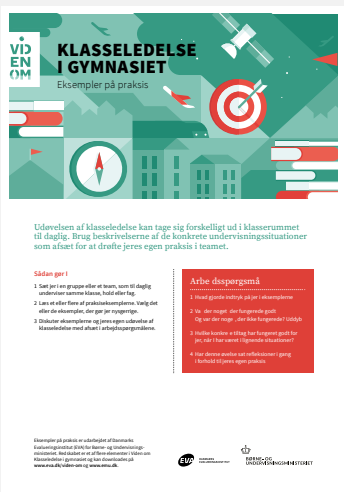 VID
EN
OM
KLASSELEDELSE
I GYMNASIET
Eksempler på praksis
Udøvelsen af klasseledelse kan tage sig forskelligt ud i klasserummet
til daglig. Brug beskrivelserne af de konkrete undervisningssituationer
som afsæt for at drøfte jeres egen praksis i teamet.
Sådan gør I
1 Sæt jer i en gruppe eller et team, som til daglig
underviser samme klasse, hold eller fag.
2 Læs et eller flere af praksiseksemplerne. Vælg det
eller de eksempler, der gør jer nysgerrige.
3 Diskuter eksemplerne og jeres egen udøvelse af
klasseledelse med afsæt i arbejdsspørgsmålene.
Arbe dsspørgsmå
1 Hvad gjorde indtryk på jer i eksemplerne
2 Va der noget der fungerede godt
Og var der noge , der ikke fungerede? Uddyb
3 Hvilke konkre e tiltag har fungeret godt for
jer, når I har været i lignende situationer?
4 Har denne øvelse sat refleksioner i gang
i forhold til jeres egen praksis
Eksempler på praksis er udarbejdet af Danmarks
Evalueringsinstitut (EVA) for Børne- og Undervisnings-
ministeriet. Redskabet er et af flere elementer i Viden om
Klasseledelse i gymnasiet og kan downloades på
www.eva.dk/viden-om og www.emu.dk.
EVA
DANMARKS
EVALUERINGSINSTITUT
BØRNE- OG
UNDERVISNINGSMINISTERIET